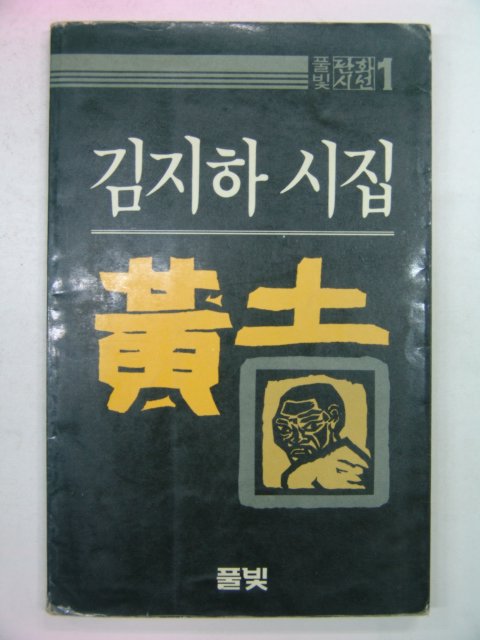 풀빛 판화시선 1
김지하 시집
黃土
풀빛